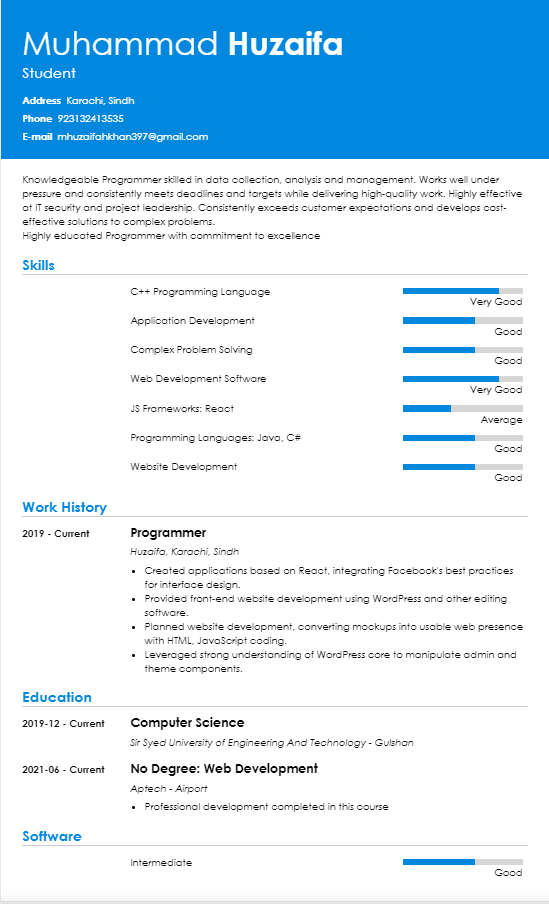 Muhammad Huzaifa
Student
Address Karachi, Sindh
Phone 923132413535
E-mail mhuzaifahkhan397@gmail.com
Knowledgeable Programmer skilled in data collection, analysis and management. Works well under
pressure and consistently meets deadlines and targets while delivering high-quality work. Highly effective
at IT security and project leadership. Consistently exceeds customer expectations and develops cost-
effective solutions to complex problems.
Highly educated Programmer with commitment to excellence
Skills
C++ Programming Language
Very Good
Application Development
Good
Complex Problem Solving
Good
Web Development Software
Very Good
JS Frameworks: React
Average
Programming Languages: Java, C#
Good
Website Development
Good
Work History
2019 - Current Programmer
Huzaifa, Karachi, Sindh
• Created applications based on React, integrating Facebook's best practices
for interface design.
• Provided front-end website development using WordPress and other editing
software.
• Planned website development, converting mockups into usable web presence
with HTML, JavaScript coding.
• Leveraged strong understanding of WordPress core to manipulate admin and
theme components.
Education
2019-12 - Current Computer Science
Sir Syed University of Engineering And Technology - Gulshan
2021-06 - Current No Degree: Web Development
Aptech - Airport
• Professional development completed in this course
Software
Intermediate
Good